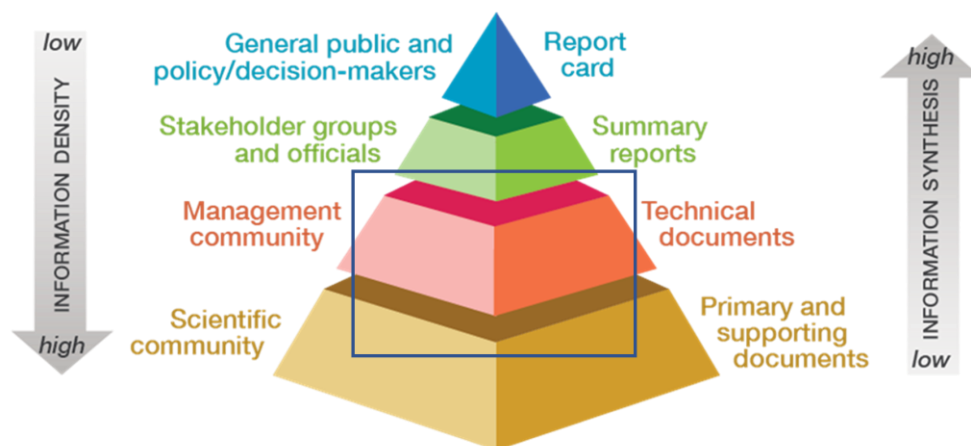 low
INFORMATION DENSITY
high
General public and
policy/decision-makers
Report
card
Stakeholder groups
and officials
Summary
reports
Management
community
Technical
documents
Scientific
community
Primary and
supporting
documents
high
INFORMATION SYNTHESIS
low